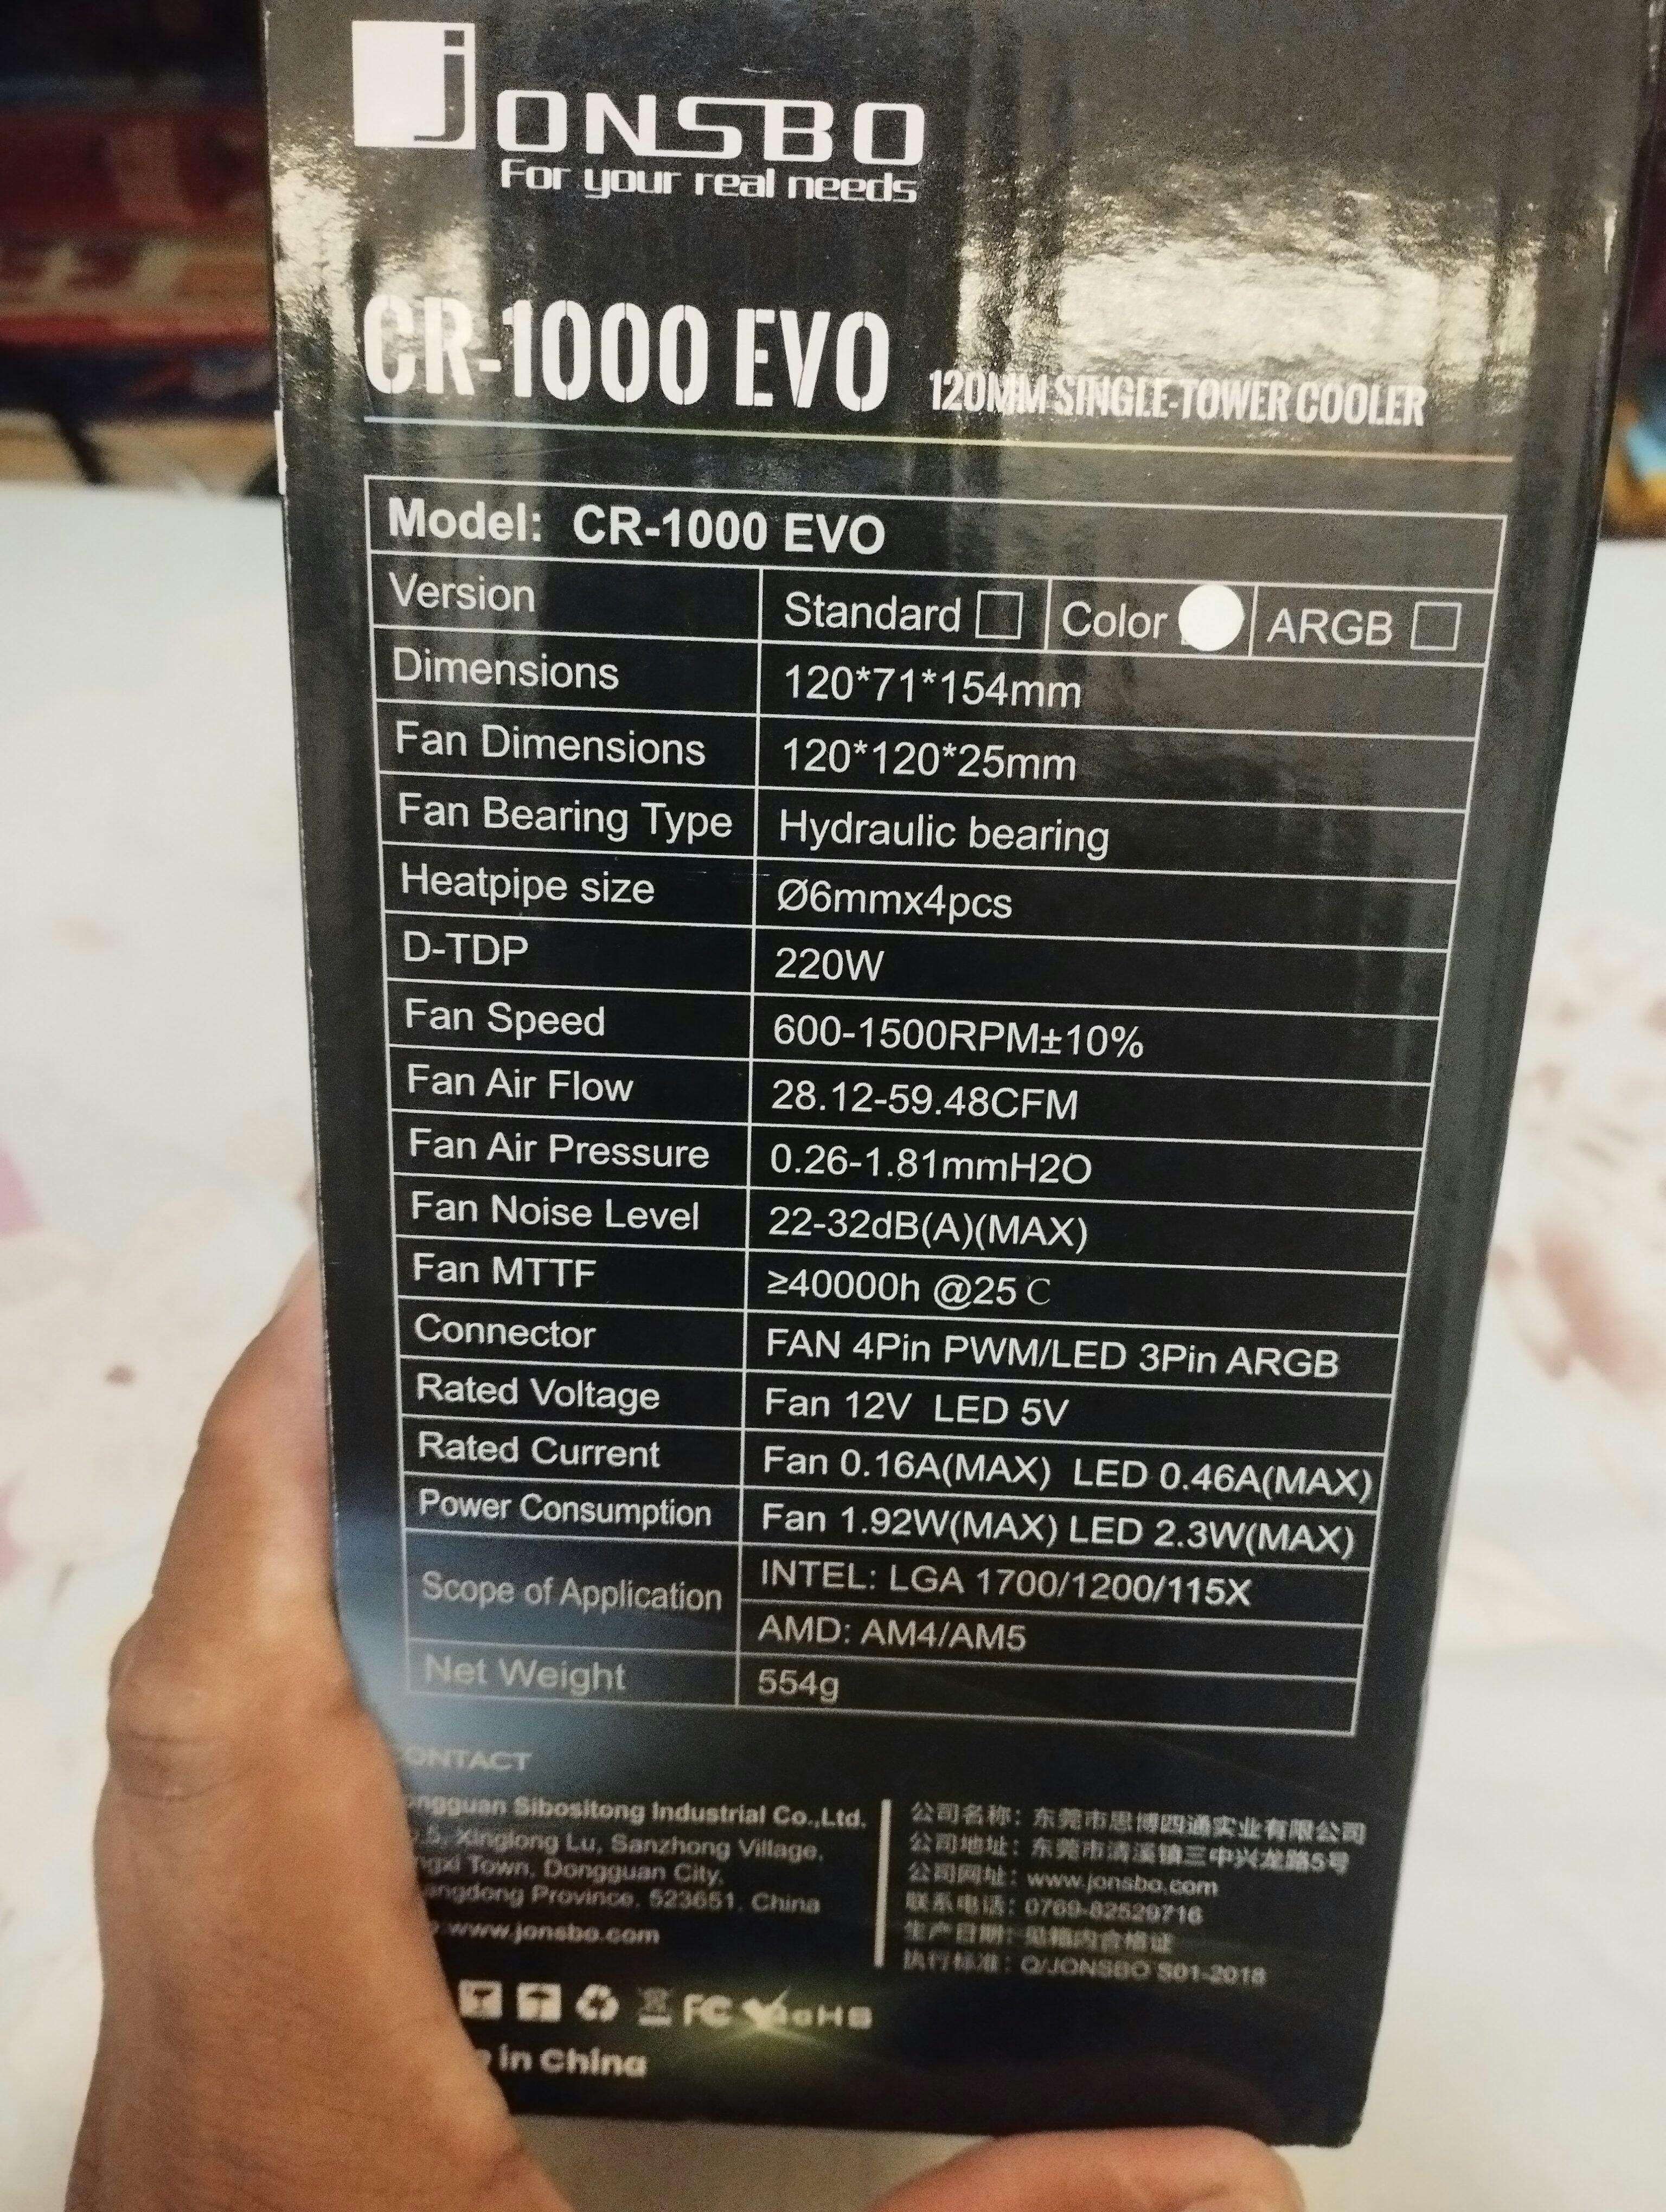 JONSBO
For your real needs
CR-1000 EVO 120MM SINGLE-TOWER COOLER
Model: CR-1000 EVO
Version Standard Color ARGB
Dimensions 120*71*154mm
Fan Dimensions 120*120*25mm
Fan Bearing Type Hydraulic bearing
Heatpipe size Ø6mmx4pcs
D-TDP 220W
Fan Speed 600-1500RPM±10%
Fan Air Flow 28.12-59.48CFM
Fan Air Pressure 0.26-1.81mmH2O
Fan Noise Level 22-32dB(A)(MAX)
Fan MTTF ≥40000h @25℃
Connector FAN 4Pin PWM/LED 3Pin ARGB
Rated Voltage Fan 12V LED 5V
Rated Current Fan 0.16A(MAX) LED 0.46A(MAX)
Power Consumption Fan 1.92W(MAX) LED 2.3W(MAX)
Scope of Application INTEL: LGA 1700/1200/115X
AMD: AM4/AM5
Net Weight 554g
ONTACT
ngguan Sibositong Industrial Co.,Ltd.
.5, Xinglong Lu, Sanzhong Village,
ngxi Town, Dongguan City,
angdong Province, 523651, China
www.jonsbo.com
公司名称：东莞市思博四通实业有限公司
公司地址：东莞市清溪镇三中兴龙路5号
公司网址：www.jonsbo.com
联系电话：0769-82529716
生产日期：见箱内合格证
执行标准：Q/JONSBO S01-2018
FC RoHS
in China